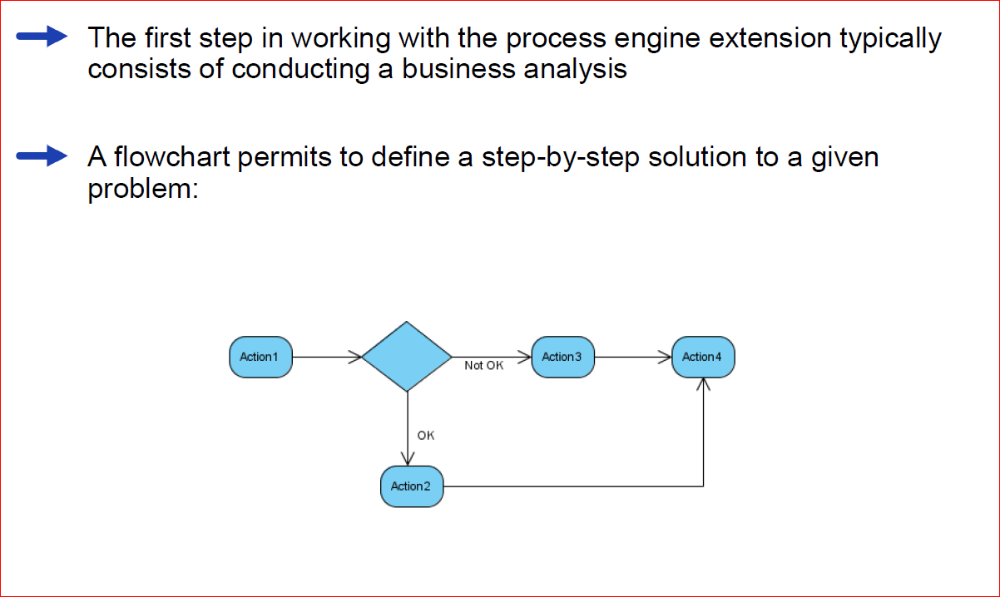 The first step in working with the process engine extension typically
consists of conducting a business analysis
A flowchart permits to define a step-by-step solution to a given
problem:
Action1
Not OK
Action3
Action4
OK
Action2